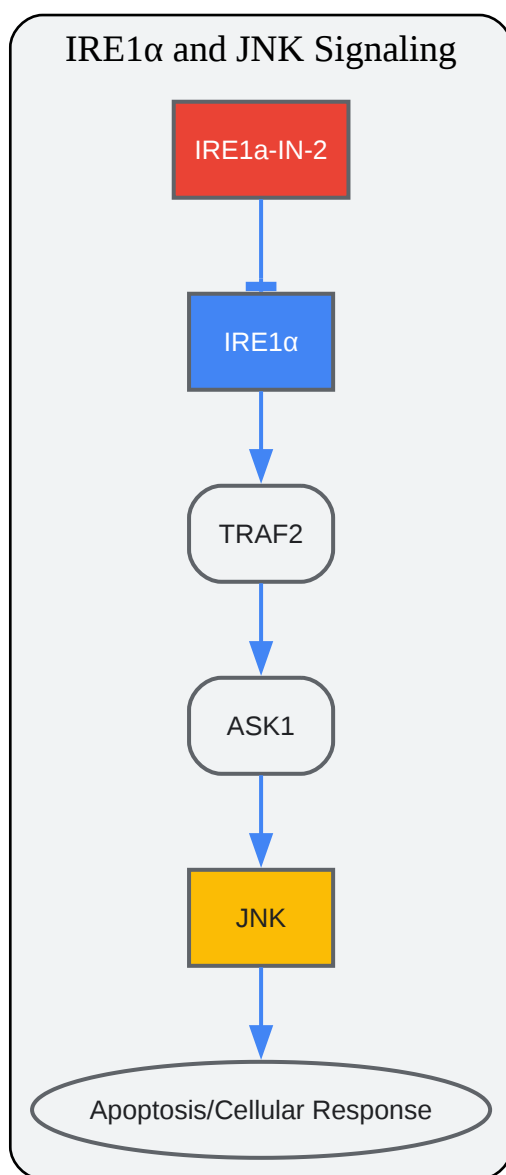 IRE1α and JNK Signaling
IRE1a-IN-2
IRE1α
TRAF2
ASK1
JNK
Apoptosis/Cellular Response